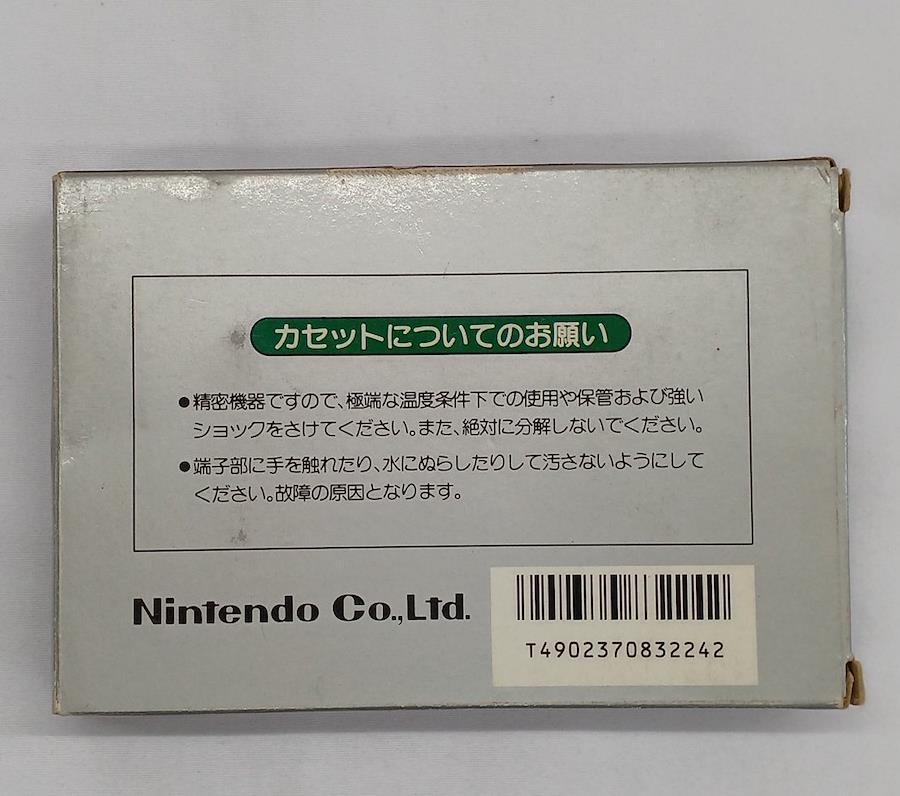 カセットについてのお願い
●精密機器ですので、極端な温度条件下での使用や保管および強い
ショックをさけてください。また、絶対に分解しないでください。
●端子部に手を触れたり、水にぬらしたりして汚さないようにして
ください。故障の原因となります。
Nintendo Co.,Ltd.
T4902370832242